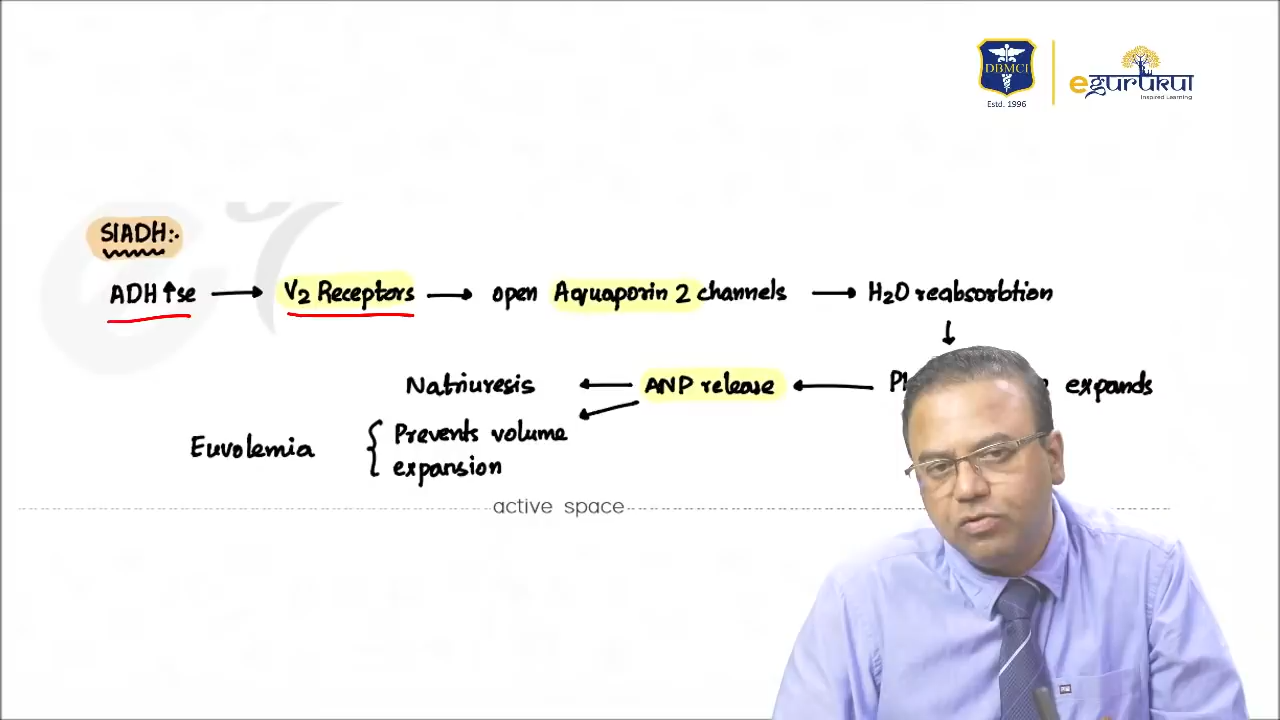 DBMCI
Estd. 1996
egurukul
Inspired Learning
SIADH:-
ADH↑se → V2 Receptors → open Aquaporin 2 channels → H2O reabsorbtion
↓
Natriuresis ← ANP release ← expands
Euvolemia { Prevents volume
expansion
active space